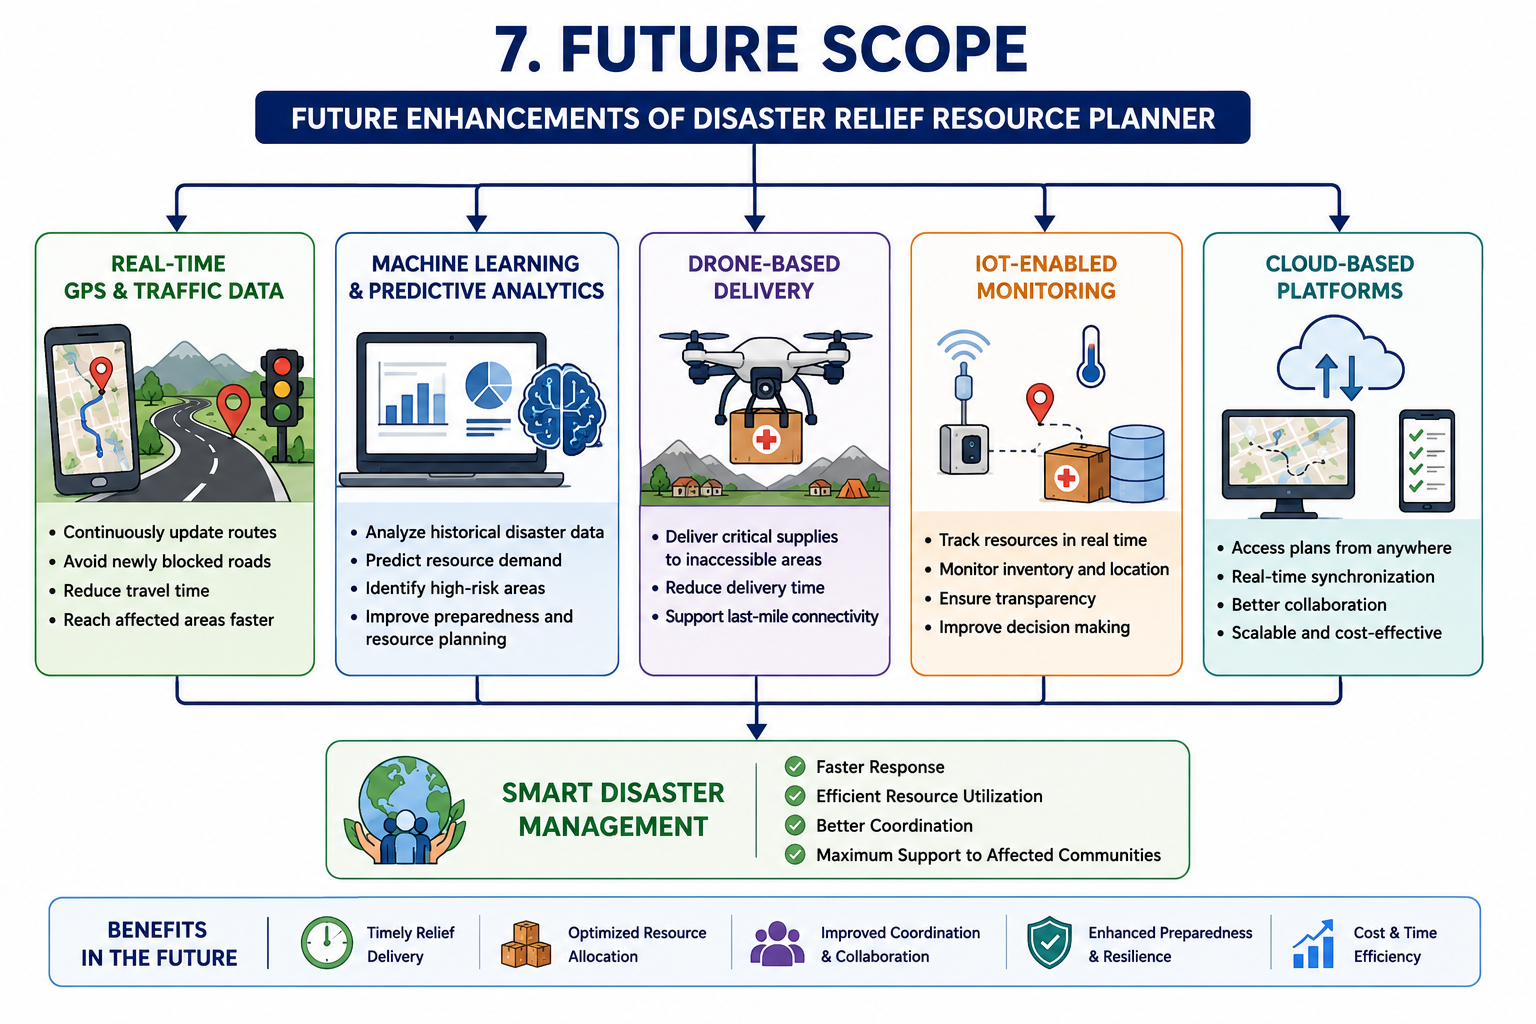 7. FUTURE SCOPE
FUTURE ENHANCEMENTS OF DISASTER RELIEF RESOURCE PLANNER
REAL-TIME
GPS & TRAFFIC DATA
• Continuously update routes
• Avoid newly blocked roads
• Reduce travel time
• Reach affected areas faster
MACHINE LEARNING
& PREDICTIVE ANALYTICS
• Analyze historical disaster data
• Predict resource demand
• Identify high-risk areas
• Improve preparedness and
resource planning
DRONE-BASED
DELIVERY
• Deliver critical supplies
to inaccessible areas
• Reduce delivery time
• Support last-mile connectivity
IOT-ENABLED
MONITORING
• Track resources in real time
• Monitor inventory and location
• Ensure transparency
• Improve decision making
CLOUD-BASED
PLATFORMS
• Access plans from anywhere
• Real-time synchronization
• Better collaboration
• Scalable and cost-effective
SMART DISASTER
MANAGEMENT
Faster Response
Efficient Resource Utilization
Better Coordination
Maximum Support to Affected Communities
BENEFITS
IN THE FUTURE
Timely Relief
Delivery
Optimized Resource
Allocation
Improved Coordination
& Collaboration
Enhanced Preparedness
& Resilience
Cost & Time
Efficiency